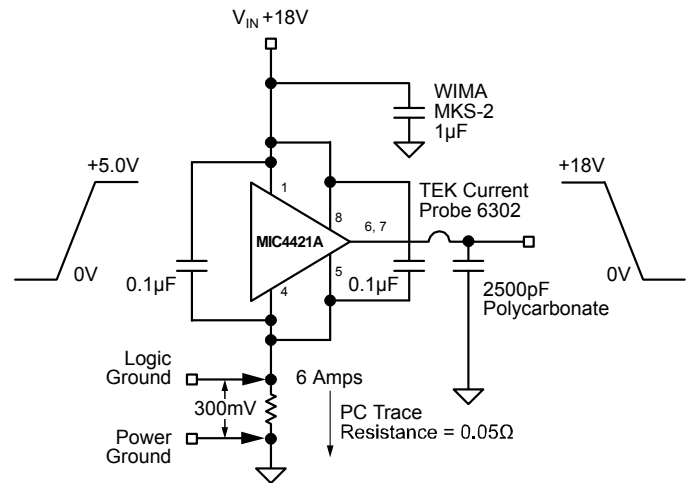 V_IN +18V
WIMA
MKS-2
1µF
+5.0V
0V
0.1µF
1
8
MIC4421A
6, 7
5
4
0.1µF
TEK Current
Probe 6302
+18V
0V
2500pF
Polycarbonate
Logic
Ground
300mV
Power
Ground
6 Amps
PC Trace
Resistance = 0.05Ω